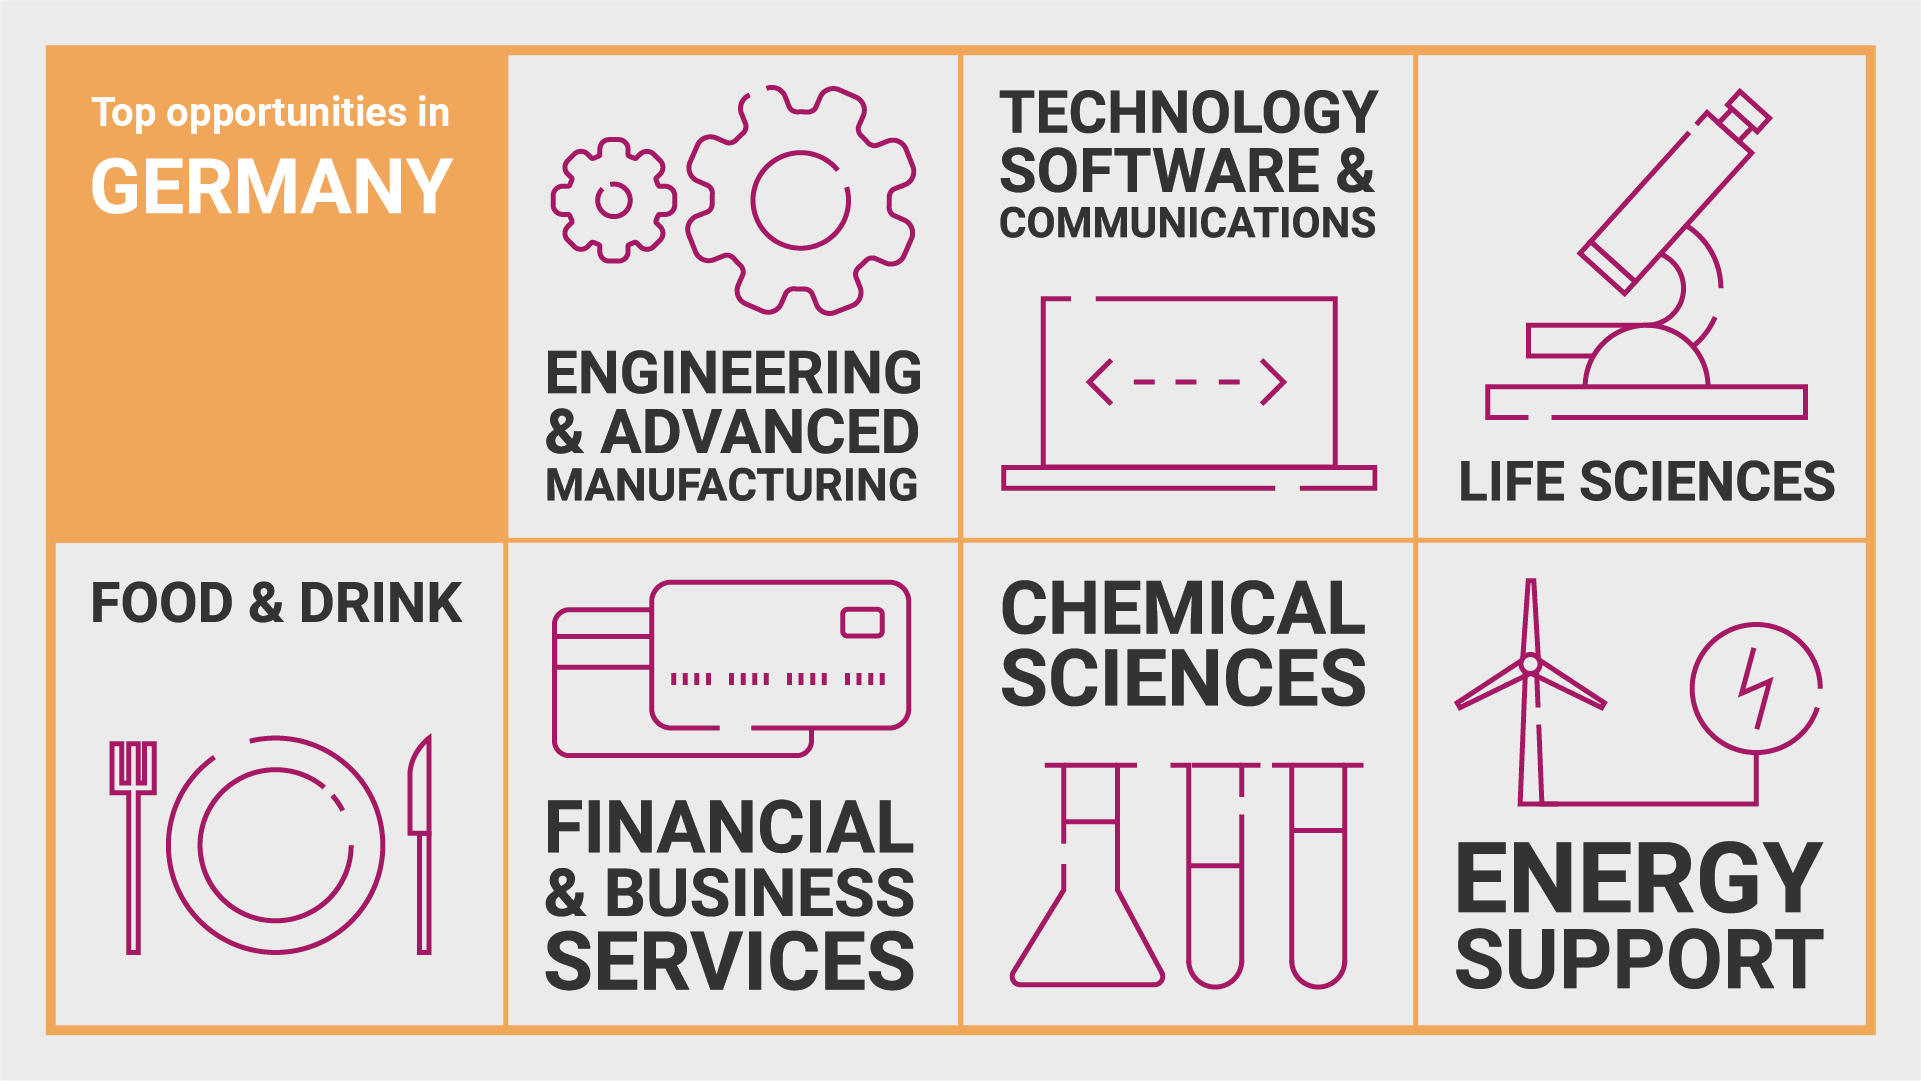 Top opportunities in
GERMANY
ENGINEERING
& ADVANCED
MANUFACTURING
TECHNOLOGY
SOFTWARE &
COMMUNICATIONS
LIFE SCIENCES
FOOD & DRINK
FINANCIAL
& BUSINESS
SERVICES
CHEMICAL
SCIENCES
ENERGY
SUPPORT